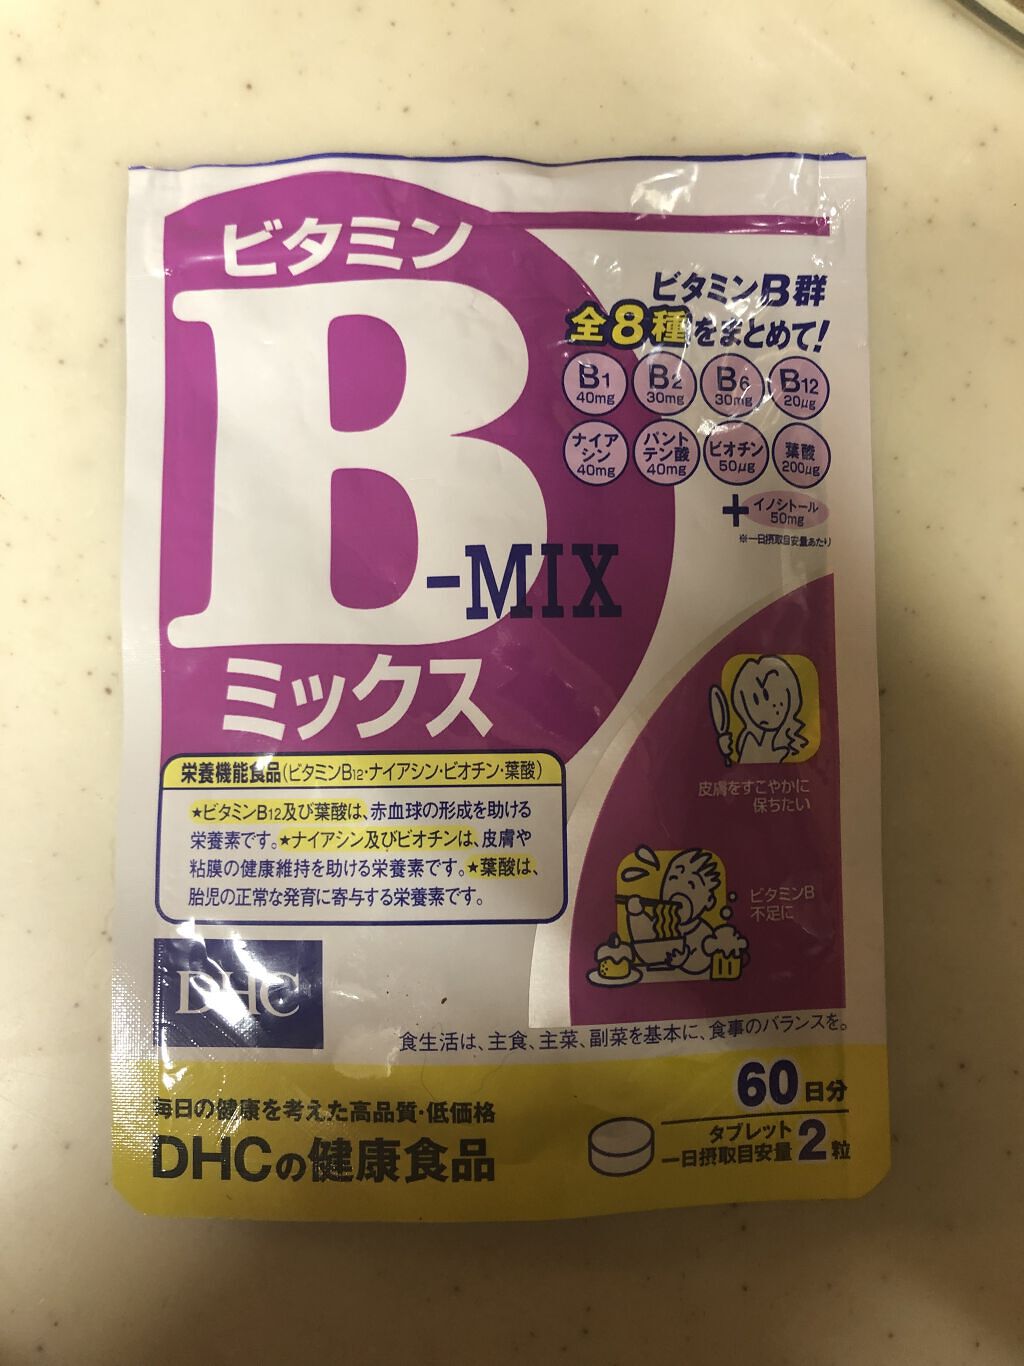 ビタミン
B
-MIX
ミックス
ビタミンB群
全8種をまとめて!
B1
40mg
B2
30mg
B6
30mg
B12
20μg
ナイア
シン
40mg
パント
テン酸
40mg
ビオチン
50μg
葉酸
200μg
+イノシトール
50mg
※一日摂取目安量あたり
皮膚をすこやかに
保ちたい
ビタミンB
不足に
栄養機能食品(ビタミンB12・ナイアシン・ビオチン・葉酸)
★ビタミンB12及び葉酸は、赤血球の形成を助ける
栄養素です。★ナイアシン及びビオチンは、皮膚や
粘膜の健康維持を助ける栄養素です。★葉酸は、
胎児の正常な発育に寄与する栄養素です。
DHC
食生活は、主食、主菜、副菜を基本に、食事のバランスを。
毎日の健康を考えた高品質・低価格
DHCの健康食品
60日分
タブレット
一日摂取目安量2粒